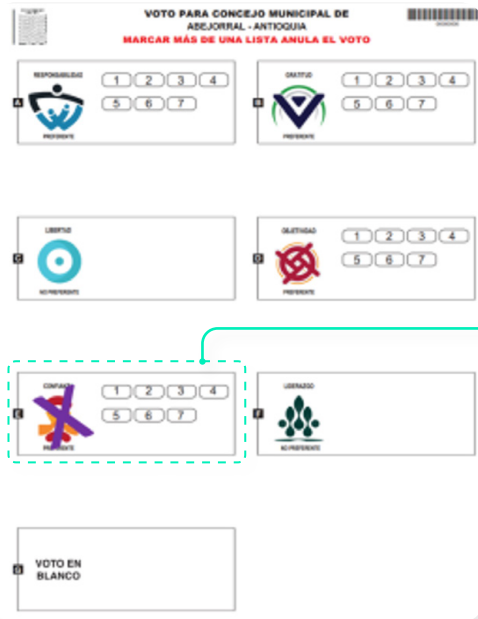 VOTO PARA CONCEJO MUNICIPAL DE
ABEJORRAL - ANTIOQUIA
MARCAR MÁS DE UNA LISTA ANULA EL VOTO
A
RESPONSABILIDAD
1 2 3 4
5 6 7
PREFERENTE
B
GRATITUD
1 2 3 4
5 6 7
PREFERENTE
C
LIBERTAD
NO PREFERENTE
D
OBJETIVIDAD
1 2 3 4
5 6 7
PREFERENTE
E
1 2 3 4
5 6 7
F
LIDERAZGO
NO PREFERENTE
G
VOTO EN
BLANCO